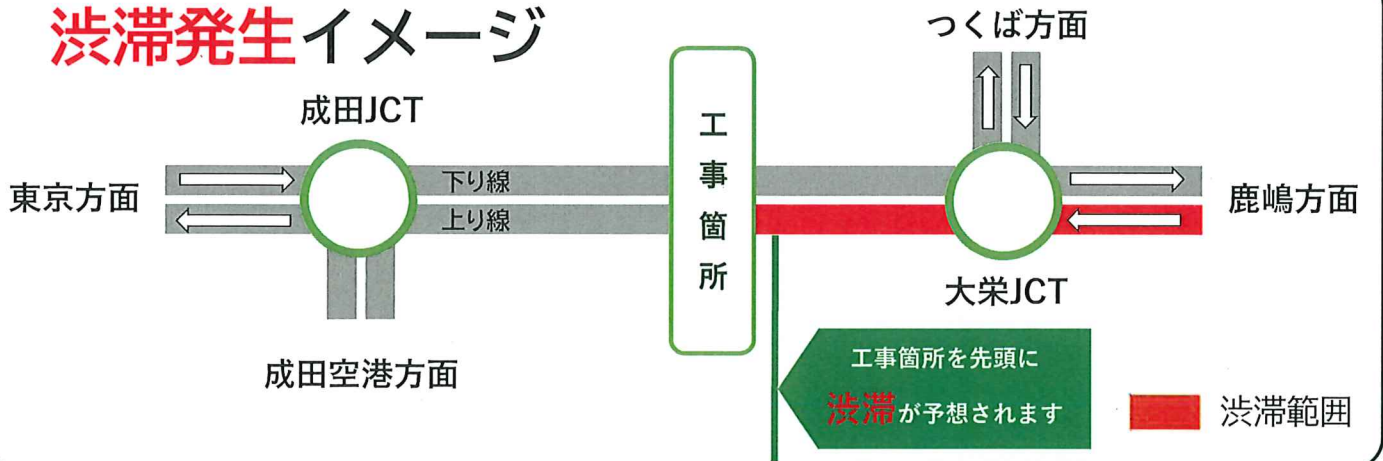 渋滞発生イメージ
つくば方面
成田JCT
工事箇所
下り線
東京方面
上り線
鹿嶋方面
大栄JCT
成田空港方面
工事箇所を先頭に
渋滞が予想されます
渋滞範囲